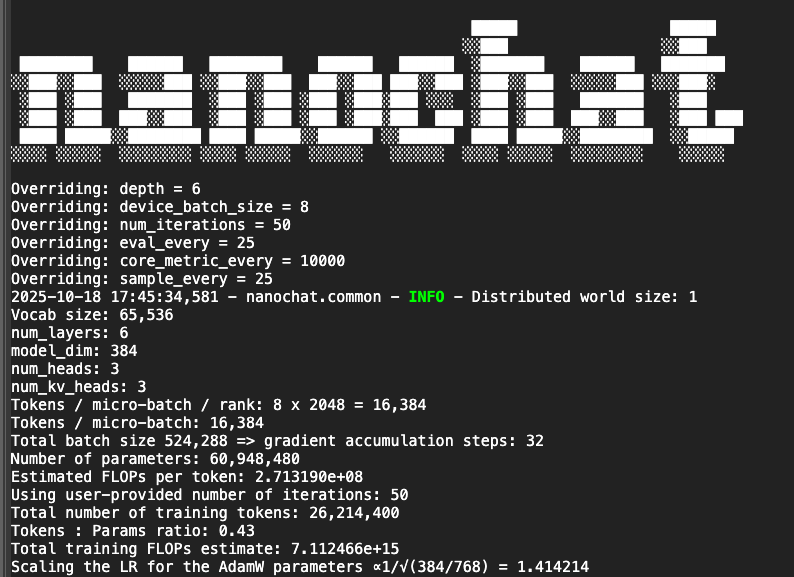 nanochat
Overriding: depth = 6
Overriding: device_batch_size = 8
Overriding: num_iterations = 50
Overriding: eval_every = 25
Overriding: core_metric_every = 10000
Overriding: sample_every = 25
2025-10-18 17:45:34,581 - nanochat.common - INFO - Distributed world size: 1
Vocab size: 65,536
num_layers: 6
model_dim: 384
num_heads: 3
num_kv_heads: 3
Tokens / micro-batch / rank: 8 x 2048 = 16,384
Tokens / micro-batch: 16,384
Total batch size 524,288 => gradient accumulation steps: 32
Number of parameters: 60,948,480
Estimated FLOPs per token: 2.713190e+08
Using user-provided number of iterations: 50
Total number of training tokens: 26,214,400
Tokens : Params ratio: 0.43
Total training FLOPs estimate: 7.112466e+15
Scaling the LR for the AdamW parameters ∝1/√(384/768) = 1.414214